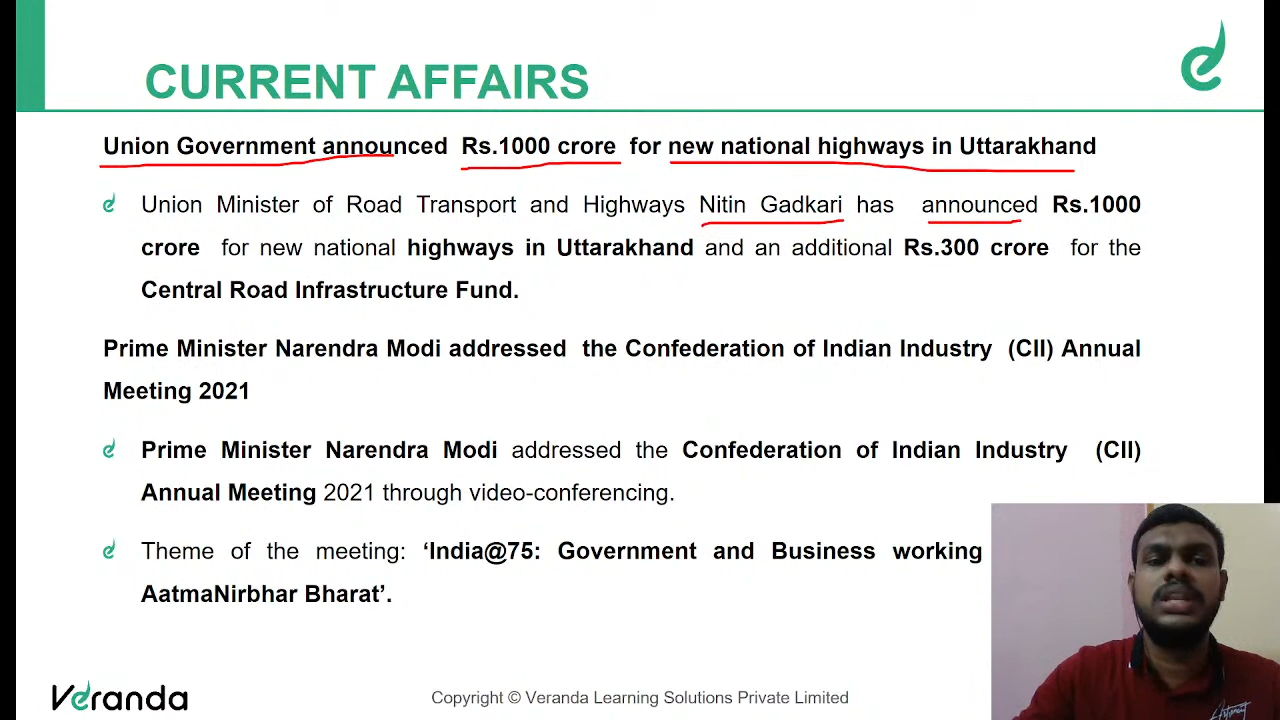 CURRENT AFFAIRS
Union Government announced Rs.1000 crore for new national highways in Uttarakhand
Union Minister of Road Transport and Highways Nitin Gadkari has announced Rs.1000
crore for new national highways in Uttarakhand and an additional Rs.300 crore for the
Central Road Infrastructure Fund.
Prime Minister Narendra Modi addressed the Confederation of Indian Industry (CII) Annual
Meeting 2021
Prime Minister Narendra Modi addressed the Confederation of Indian Industry (CII)
Annual Meeting 2021 through video-conferencing.
Theme of the meeting: ‘India@75: Government and Business working
AatmaNirbhar Bharat’.
Veranda
Copyright © Veranda Learning Solutions Private Limited